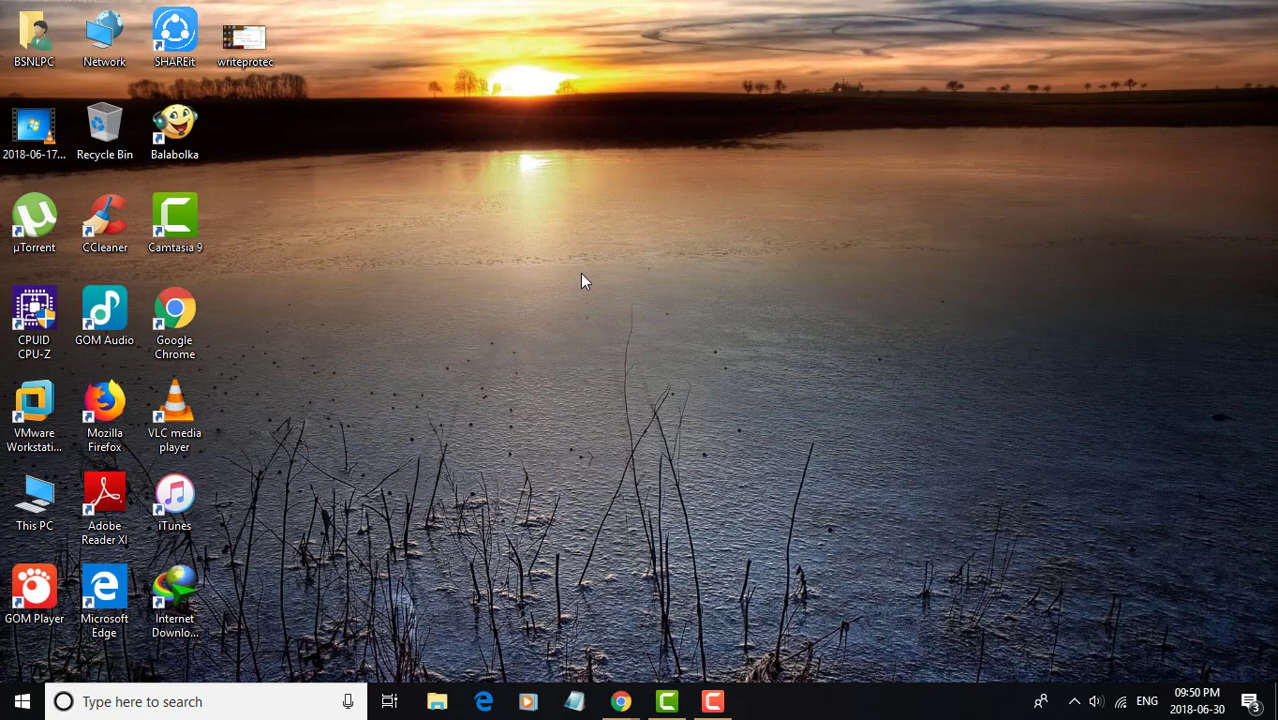 BSNLPC
Network
SHAREit
writeprotec
2018-06-17...
Recycle Bin
Balabolka
µTorrent
CCleaner
Camtasia 9
CPUID
CPU-Z
GOM Audio
Google
Chrome
VMware
Workstati...
Mozilla
Firefox
VLC media
player
This PC
Adobe
Reader XI
iTunes
GOM Player
Microsoft
Edge
Internet
Downlo...
Type here to search
ENG
09:50 PM
2018-06-30
3